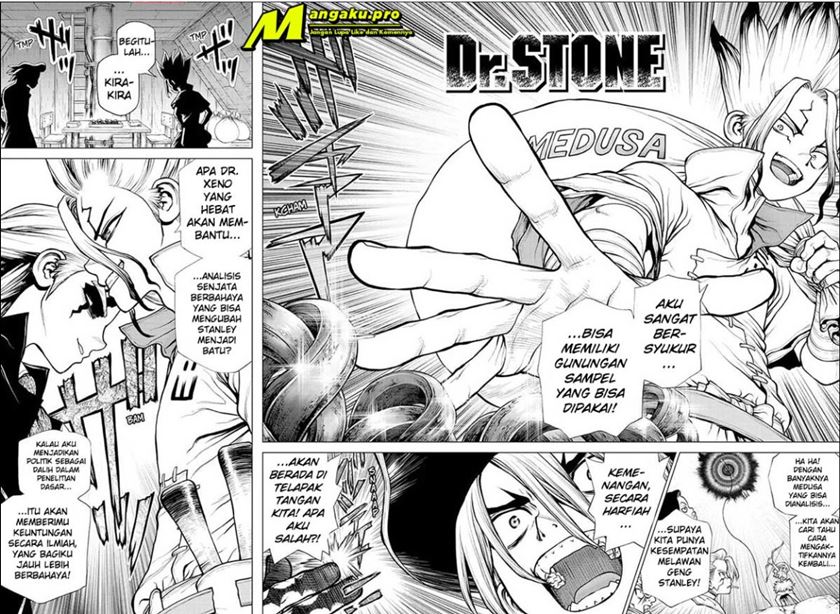 Mangaku.pro
Jangan Lupa Like dan Komennya
Dr.STONE
MEDUSA
KCHAM
AKU
SANGAT
BER-
SYUKUR
...
...BISA
MEMILIKI
GUNUNGAN
SAMPEL
YANG BISA
DIPAKAI!
HA HA!
DENGAN
BANYAKNYA
MEDUSA
YANG BISA
DIANALISIS...
...KITA AKAN
CARI TAHU
CARA
MENGAK-
TIFKANNYA
KEMBALI...
...SUPAYA
KITA PUNYA
KESEMPATAN
MELAWAN
GENG
STANLEY!
KEME-
NANGAN,
SECARA
HARFIAH
...
...AKAN
BERADA DI
TELAPAK
TANGAN
KITA! APA
AKU
SALAH?!
BEGITU-
LAH...
...
KIRA-
KIRA
TMP
TMP
APA DR.
XENO
YANG
HEBAT
AKAN MEM-
BANTU...
...ANALISIS
SENJATA
BERBAHAYA
YANG BISA
MENGUBAH
STANLEY
MENJADI
BATU?
BAM
KALAU AKU
MENJADIKAN
POLITIK SEBAGAI
DALIH DALAM
PENELITIAN
DASAR...
...ITU AKAN
MEMBERIMU
KEUNTUNGAN
SECARA ILMIAH,
YANG BAGIKU
JAUH LEBIH
BERBAHAYA!